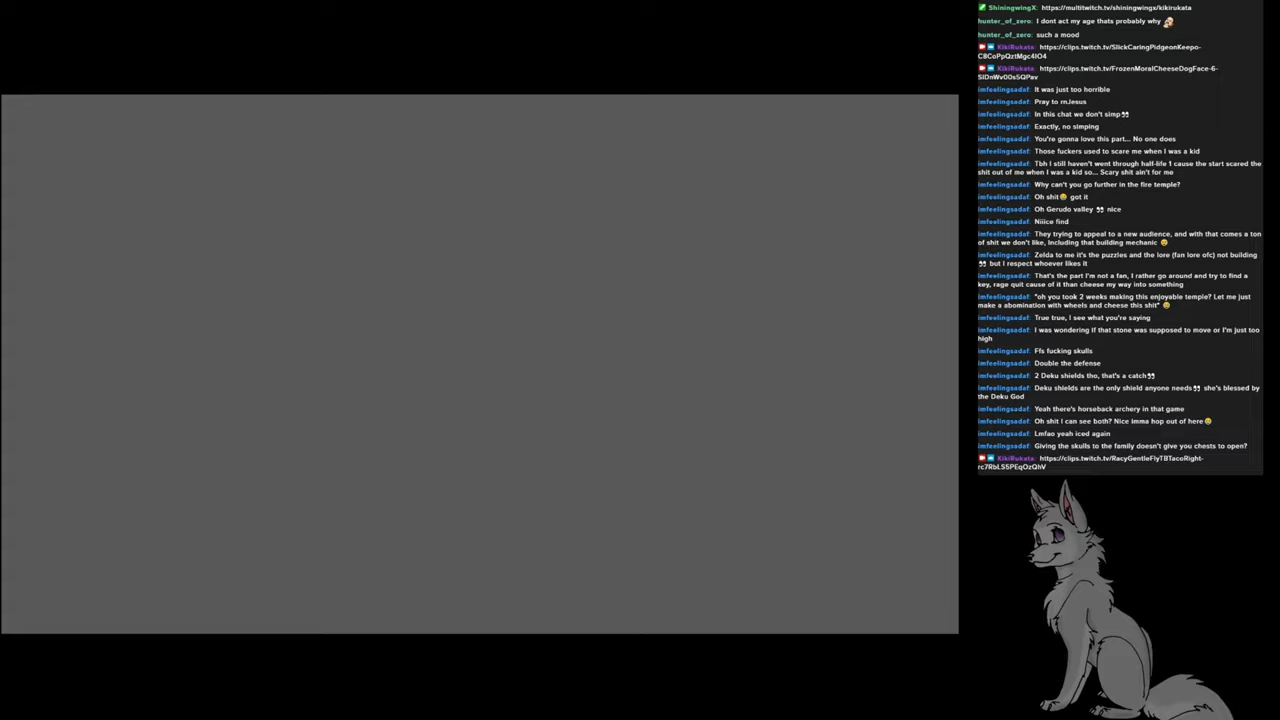 ShiningwingX: https://multitwitch.tv/shiningwingx/kikirukata
hunter_of_zero: I dont act my age thats probably why
hunter_of_zero: such a mood
KikiRukata: https://clips.twitch.tv/SlickCaringPidgeonKeepo-
C8CoPpQztMgc4IO4
KikiRukata: https://clips.twitch.tv/FrozenMoralCheeseDogFace-6-
SIDnWv00s5QPav
imfeelingsadaf: It was just too horrible
imfeelingsadaf: Pray to rnJesus
imfeelingsadaf: In this chat we don't simp
imfeelingsadaf: Exactly, no simping
imfeelingsadaf: You're gonna love this part... No one does
imfeelingsadaf: Those fuckers used to scare me when I was a kid
imfeelingsadaf: Tbh I still haven't went through half-life 1 cause the start scared the
shit out of me when I was a kid so... Scary shit ain't for me
imfeelingsadaf: Why can't you go further in the fire temple?
imfeelingsadaf: Oh shit😅 got it
imfeelingsadaf: Oh Gerudo valley 👀 nice
imfeelingsadaf: Niiice find
imfeelingsadaf: They trying to appeal to a new audience, and with that comes a ton
of shit we don't like, Including that building mechanic 😅
imfeelingsadaf: Zelda to me it's the puzzles and the lore (fan lore ofc) not building
👀 but I respect whoever likes it
imfeelingsadaf: That's the part I'm not a fan, I rather go around and try to find a
key, rage quit cause of it than cheese my way into something
imfeelingsadaf: "oh you took 2 weeks making this enjoyable temple? Let me just
make a abomination with wheels and cheese this shit" 😅
imfeelingsadaf: True true, I see what you're saying
imfeelingsadaf: I was wondering if that stone was supposed to move or I'm just too
high
imfeelingsadaf: Ffs fucking skulls
imfeelingsadaf: Double the defense
imfeelingsadaf: 2 Deku shields tho, that's a catch👀
imfeelingsadaf: Deku shields are the only shield anyone needs👀 she's blessed by
the Deku God
imfeelingsadaf: Yeah there's horseback archery in that game
imfeelingsadaf: Oh shit I can see both? Nice Imma hop out of here😅
imfeelingsadaf: Lmfao yeah iced again
imfeelingsadaf: Giving the skulls to the family doesn't give you chests to open?
KikiRukata: https://clips.twitch.tv/RacyGentleFlyTBTacoRight-
rc7RbLS5PEqOzQhV